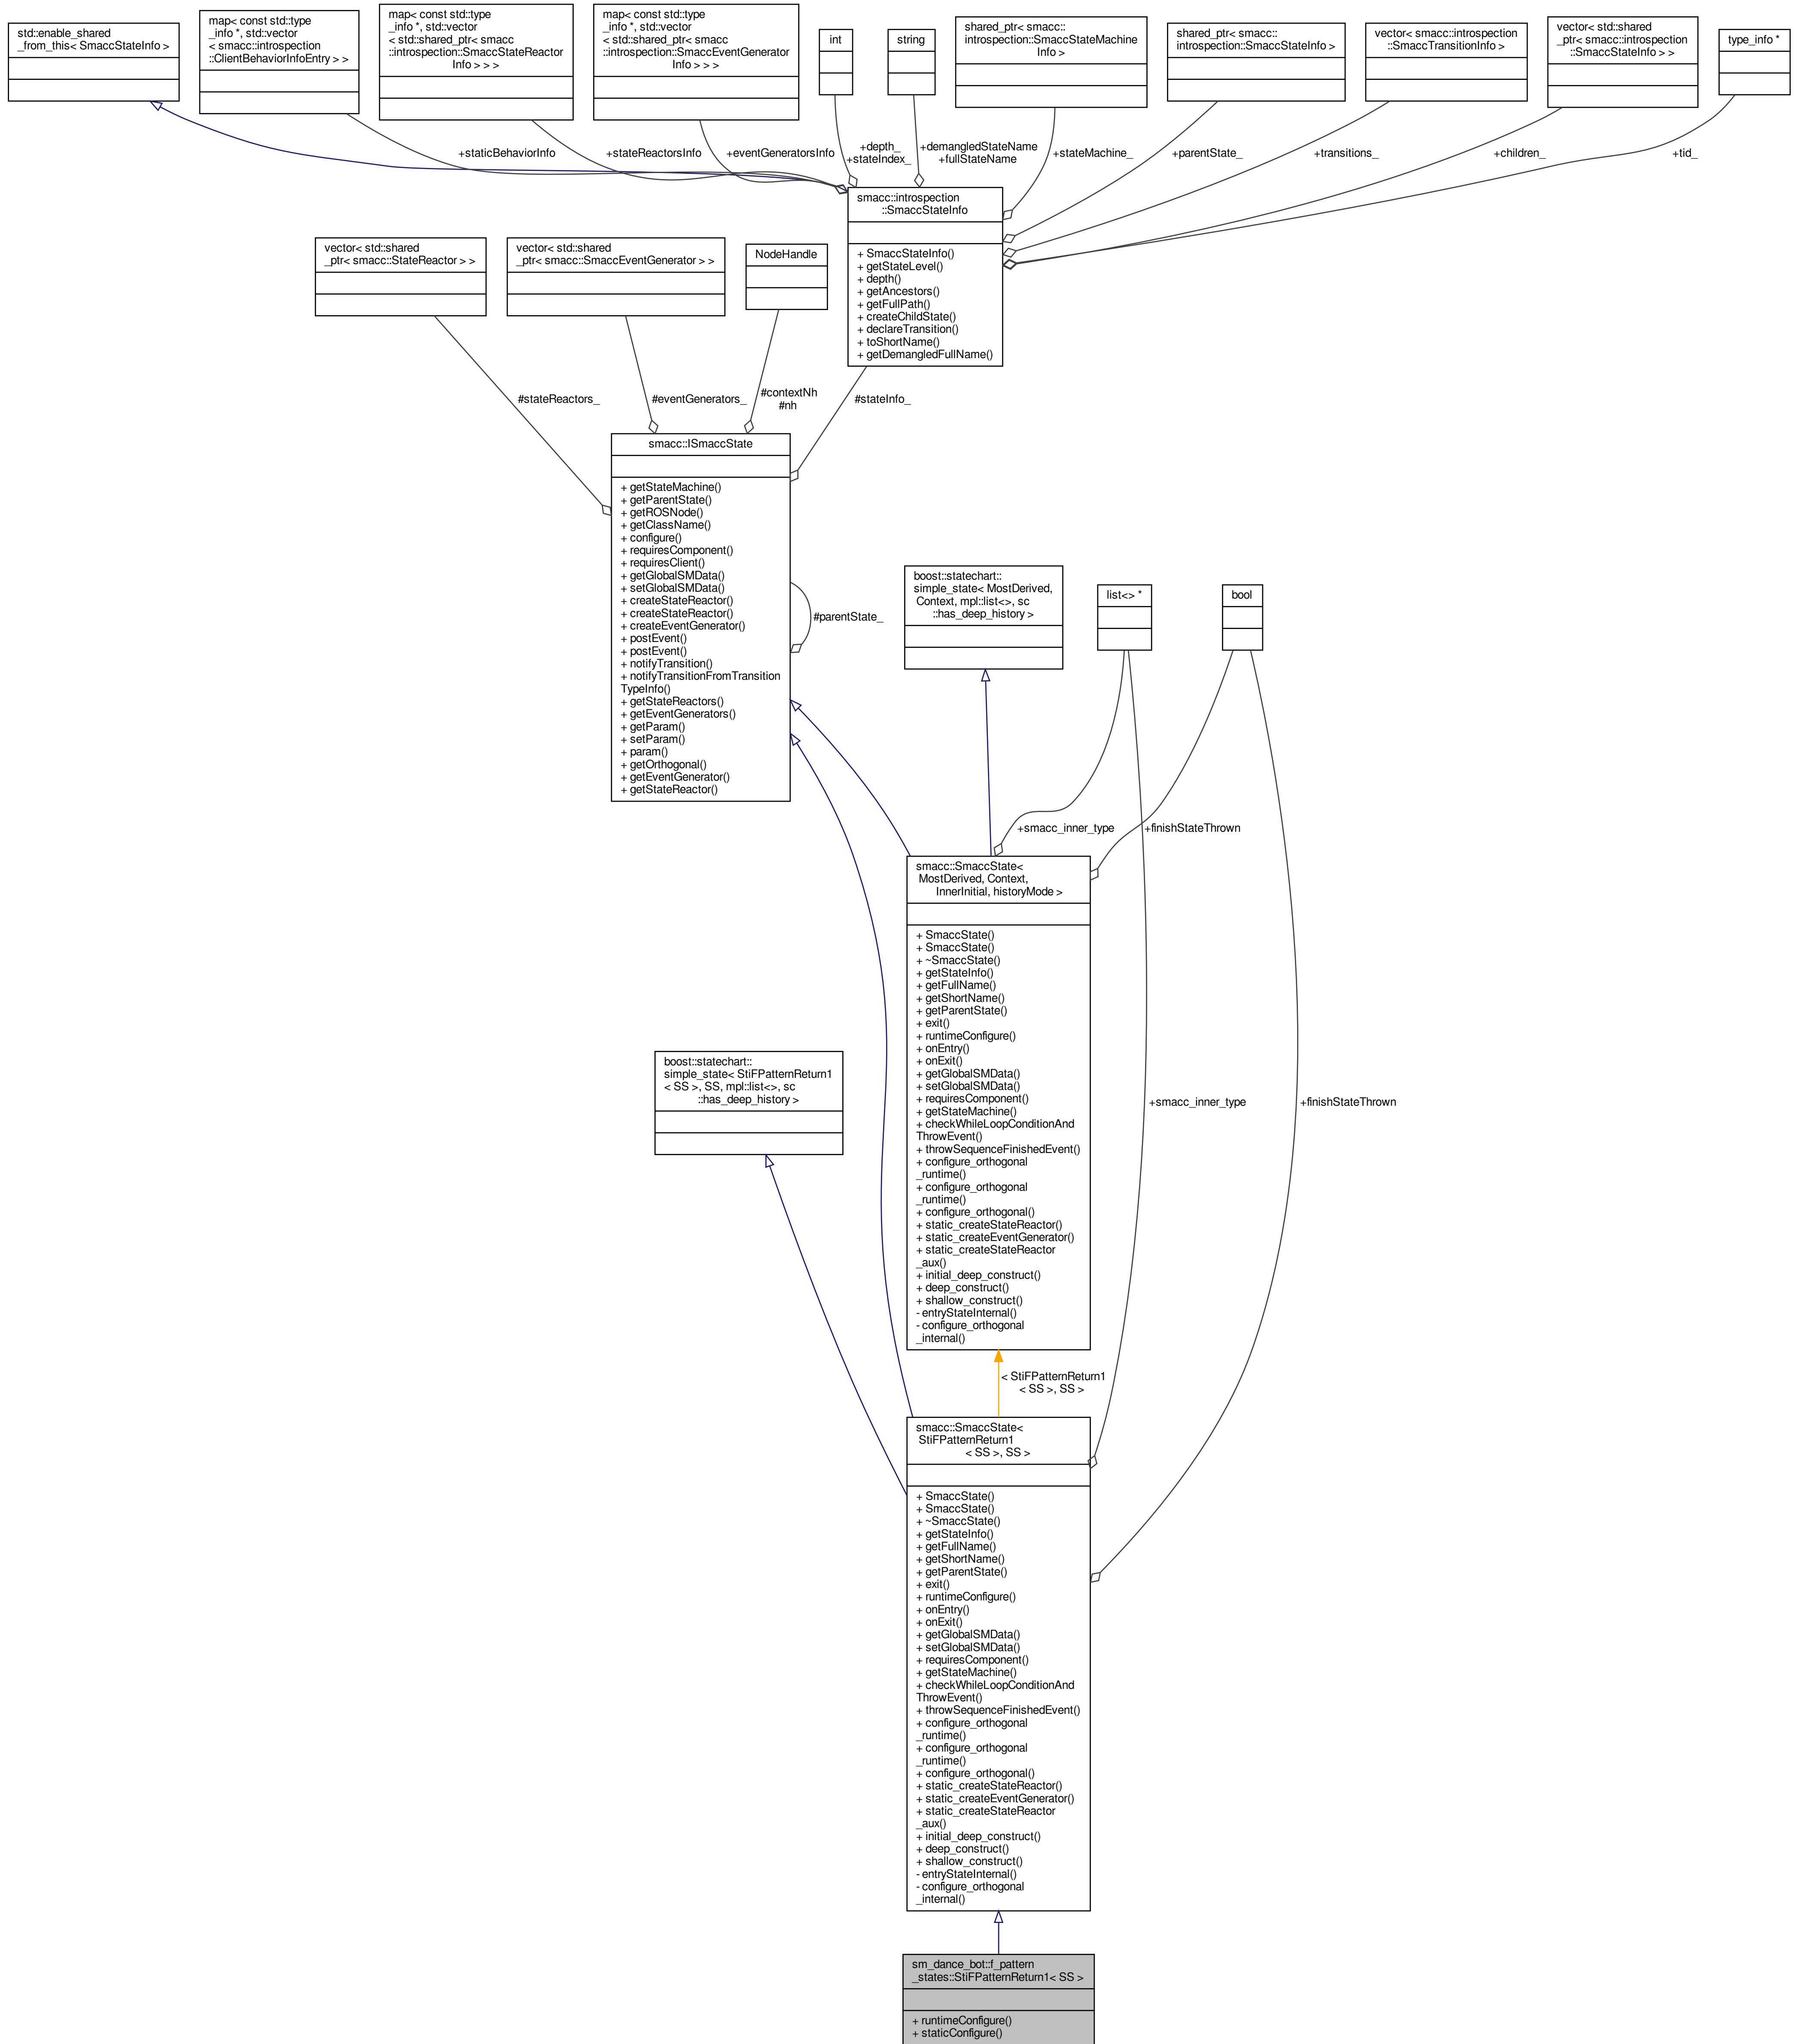 std::enable_shared
_from_this< SmaccStateInfo >
map< const std::type
_info *, std::vector
< smacc::introspection
::ClientBehaviorInfoEntry > >
map< const std::type
_info *, std::vector
< std::shared_ptr< smacc
::introspection::SmaccStateReactor
Info > > >
map< const std::type
_info *, std::vector
< std::shared_ptr< smacc
::introspection::SmaccEventGenerator
Info > > >
int
string
shared_ptr< smacc::
introspection::SmaccStateMachine
Info >
shared_ptr< smacc::
introspection::SmaccStateInfo >
vector< smacc::introspection
::SmaccTransitionInfo >
vector< std::shared
_ptr< smacc::introspection
::SmaccStateInfo > >
type_info *
+staticBehaviorInfo
+stateReactorsInfo
+eventGeneratorsInfo
+depth_
+stateIndex_
+demangledStateName
+fullStateName
+stateMachine_
+parentState_
+transitions_
+children_
+tid_
smacc::introspection
::SmaccStateInfo
+ SmaccStateInfo()
+ getStateLevel()
+ depth()
+ getAncestors()
+ getFullPath()
+ createChildState()
+ declareTransition()
+ toShortName()
+ getDemangledFullName()
vector< std::shared
_ptr< smacc::StateReactor > >
vector< std::shared
_ptr< smacc::SmaccEventGenerator > >
NodeHandle
#stateReactors_
#eventGenerators_
#contextNh
#nh
#stateInfo_
smacc::ISmaccState
+ getStateMachine()
+ getParentState()
+ getROSNode()
+ getClassName()
+ configure()
+ requiresComponent()
+ requiresClient()
+ getGlobalSMData()
+ setGlobalSMData()
+ createStateReactor()
+ createStateReactor()
+ createEventGenerator()
+ postEvent()
+ postEvent()
+ notifyTransition()
+ notifyTransitionFromTransition
TypeInfo()
+ getStateReactors()
+ getEventGenerators()
+ getParam()
+ setParam()
+ param()
+ getOrthogonal()
+ getEventGenerator()
+ getStateReactor()
#parentState_
boost::statechart::
simple_state< MostDerived,
Context, mpl::list<>, sc
::has_deep_history >
list<> *
bool
+smacc_inner_type
+finishStateThrown
smacc::SmaccState<
MostDerived, Context,
InnerInitial, historyMode >
+ SmaccState()
+ SmaccState()
+ ~SmaccState()
+ getStateInfo()
+ getFullName()
+ getShortName()
+ getParentState()
+ exit()
+ runtimeConfigure()
+ onEntry()
+ onExit()
+ getGlobalSMData()
+ setGlobalSMData()
+ requiresComponent()
+ getStateMachine()
+ checkWhileLoopConditionAnd
ThrowEvent()
+ throwSequenceFinishedEvent()
+ configure_orthogonal
_runtime()
+ configure_orthogonal
_runtime()
+ configure_orthogonal()
+ static_createStateReactor()
+ static_createEventGenerator()
+ static_createStateReactor
_aux()
+ initial_deep_construct()
+ deep_construct()
+ shallow_construct()
- entryStateInternal()
- configure_orthogonal
_internal()
boost::statechart::
simple_state< StiFPatternReturn1
< SS >, SS, mpl::list<>, sc
::has_deep_history >
+smacc_inner_type
+finishStateThrown
< StiFPatternReturn1
< SS >, SS >
smacc::SmaccState<
StiFPatternReturn1
< SS >, SS >
+ SmaccState()
+ SmaccState()
+ ~SmaccState()
+ getStateInfo()
+ getFullName()
+ getShortName()
+ getParentState()
+ exit()
+ runtimeConfigure()
+ onEntry()
+ onExit()
+ getGlobalSMData()
+ setGlobalSMData()
+ requiresComponent()
+ getStateMachine()
+ checkWhileLoopConditionAnd
ThrowEvent()
+ throwSequenceFinishedEvent()
+ configure_orthogonal
_runtime()
+ configure_orthogonal
_runtime()
+ configure_orthogonal()
+ static_createStateReactor()
+ static_createEventGenerator()
+ static_createStateReactor
_aux()
+ initial_deep_construct()
+ deep_construct()
+ shallow_construct()
- entryStateInternal()
- configure_orthogonal
_internal()
sm_dance_bot::f_pattern
_states::StiFPatternReturn1< SS >
+ runtimeConfigure()
+ staticConfigure()